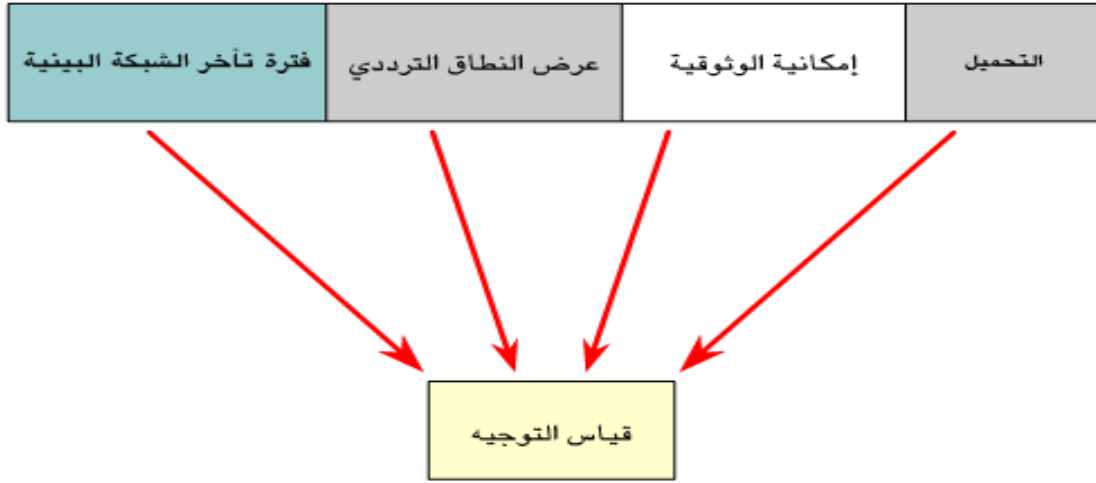 التحميل
إمكانية الوثوقية
عرض النطاق الترددي
فترة تأخر الشبكة البينية
قياس التوجيه